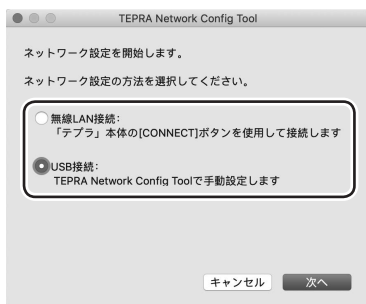 TEPRA Network Config Tool
ネットワーク設定を開始します。
ネットワーク設定の方法を選択してください。
無線LAN接続：
「テプラ」本体の[CONNECT]ボタンを使用して接続します
USB接続：
TEPRA Network Config Toolで手動設定します
キャンセル 次へ